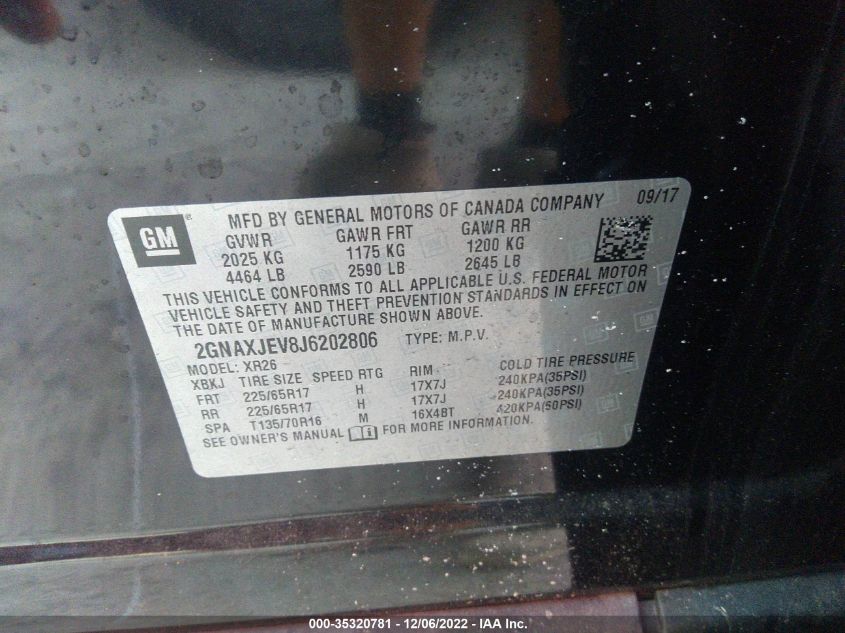 GM
MFD BY GENERAL MOTORS OF CANADA COMPANY 09/17
GVWR GAWR FRT GAWR RR
2025 KG 1175 KG 1200 KG
4464 LB 2590 LB 2645 LB
THIS VEHICLE CONFORMS TO ALL APPLICABLE U.S. FEDERAL MOTOR
VEHICLE SAFETY AND THEFT PREVENTION STANDARDS IN EFFECT ON
THE DATE OF MANUFACTURE SHOWN ABOVE.
2GNAXJEV8J6202806 TYPE: M.P.V.
MODEL: XR26
XBKJ TIRE SIZE SPEED RTG RIM COLD TIRE PRESSURE
FRT 225/65R17 H 17X7J 240KPA(35PSI)
RR 225/65R17 H 17X7J 240KPA(35PSI)
SPA T135/70R16 M 16X4BT 420KPA(60PSI)
SEE OWNER'S MANUAL FOR MORE INFORMATION.
000-35320781 - 12/06/2022 - IAA Inc.